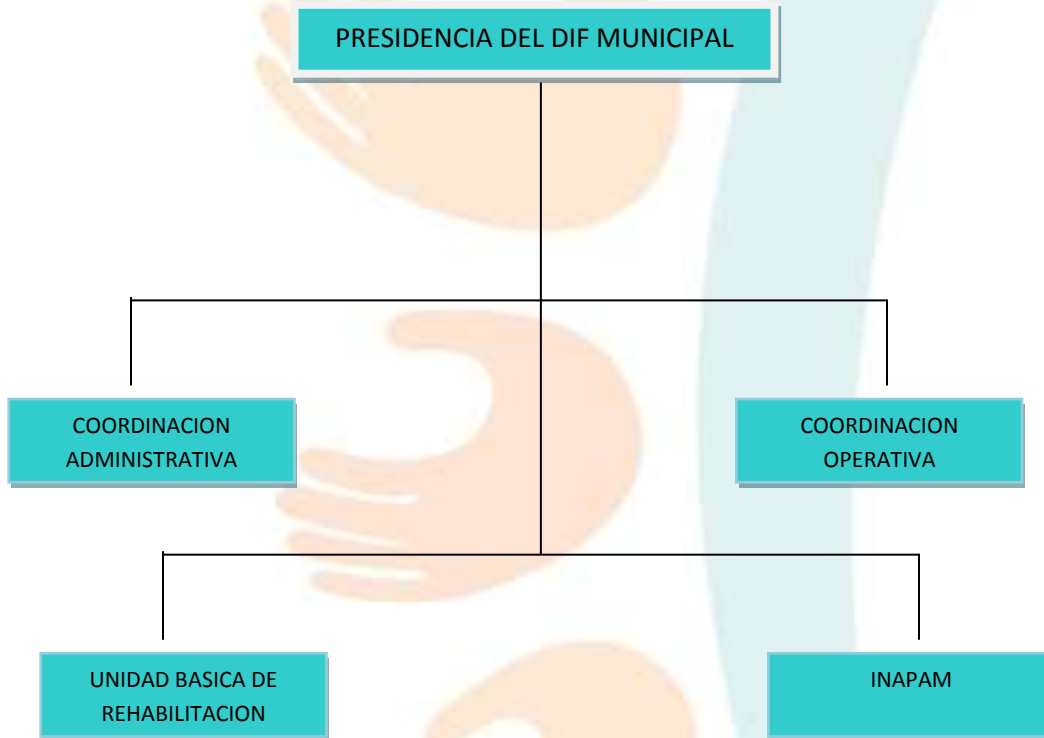 PRESIDENCIA DEL DIF MUNICIPAL
COORDINACION
ADMINISTRATIVA
COORDINACION
OPERATIVA
UNIDAD BASICA DE
REHABILITACION
INAPAM